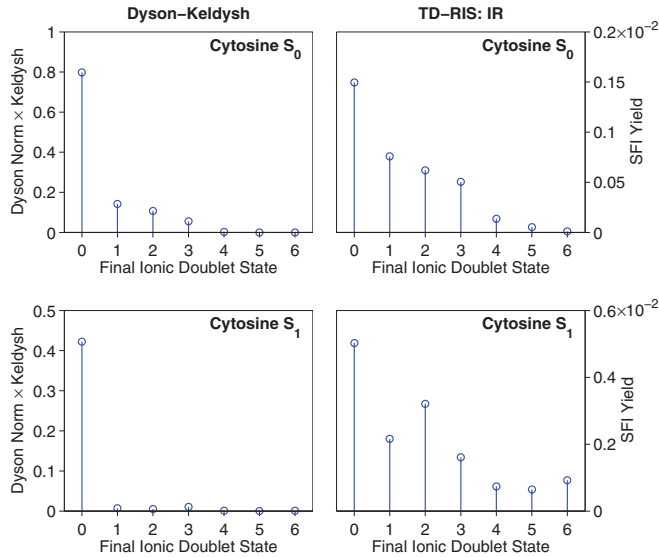 Dyson–Keldysh
TD–RIS: IR
Cytosine S0
Dyson Norm × Keldysh
1
0.8
0.6
0.4
0.2
0
0 1 2 3 4 5 6
Final Ionic Doublet State
Cytosine S0
0.2×10−2
0.15
0.1
0.05
0
SFI Yield
0 1 2 3 4 5 6
Final Ionic Doublet State
Cytosine S1
Dyson Norm × Keldysh
0.5
0.4
0.3
0.2
0.1
0
0 1 2 3 4 5 6
Final Ionic Doublet State
Cytosine S1
0.6×10−2
0.4
0.2
0
SFI Yield
0 1 2 3 4 5 6
Final Ionic Doublet State